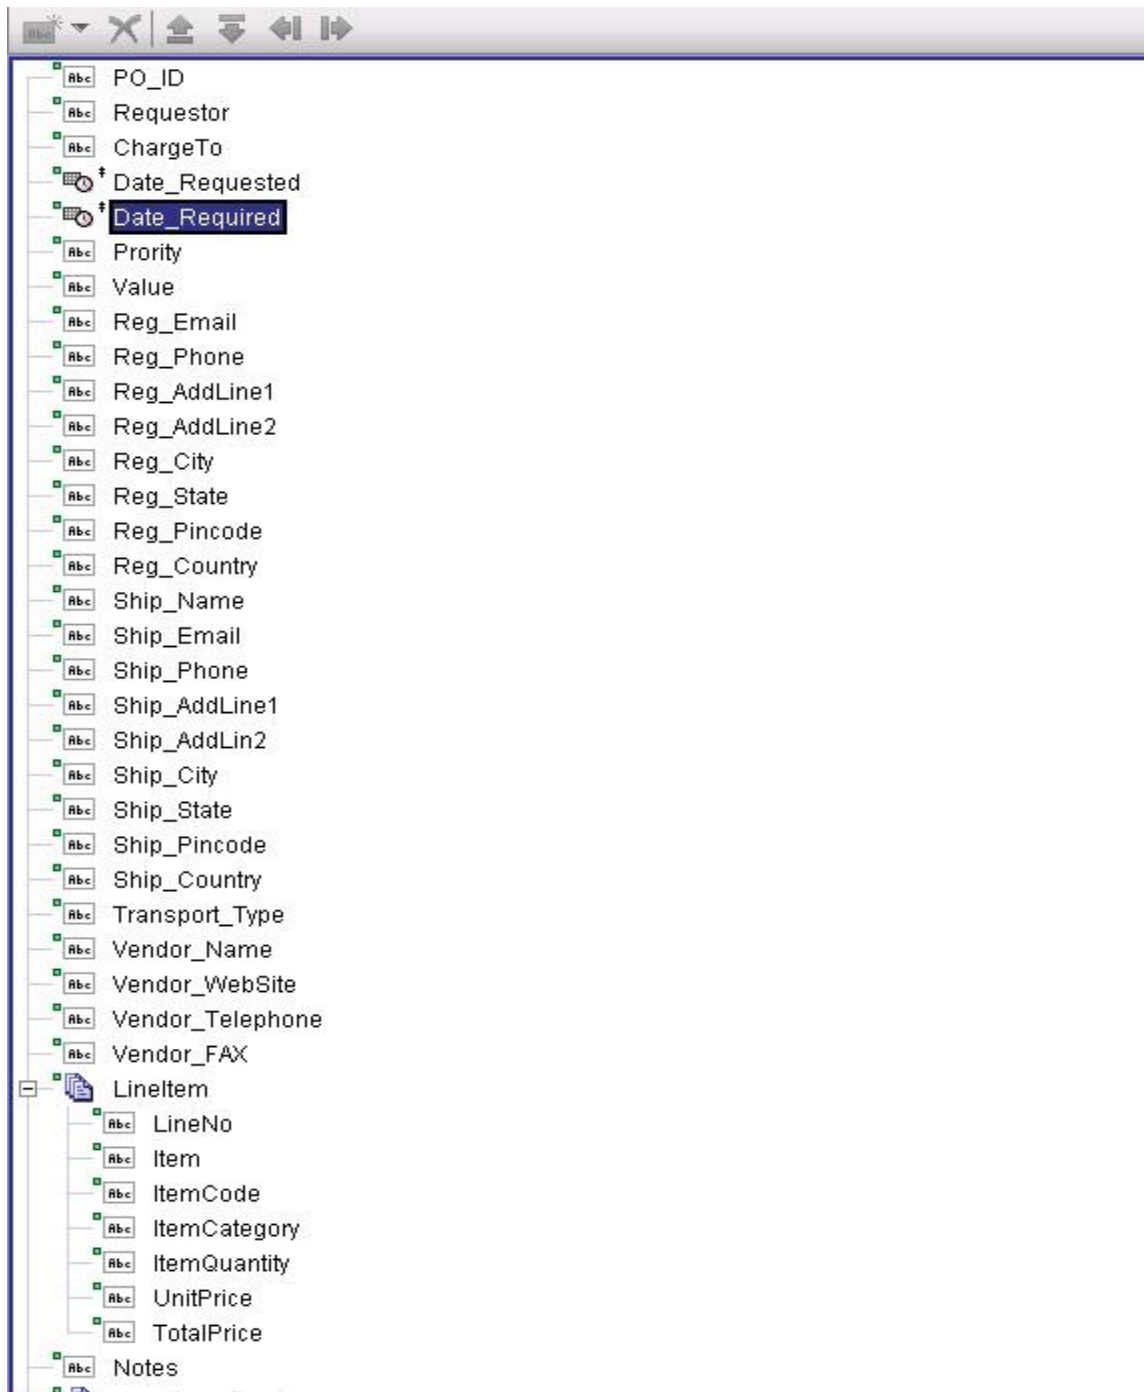 PO_ID
Requestor
ChargeTo
Date_Requested
Date_Required
Prority
Value
Reg_Email
Reg_Phone
Reg_AddLine1
Reg_AddLine2
Reg_City
Reg_State
Reg_Pincode
Reg_Country
Ship_Name
Ship_Email
Ship_Phone
Ship_AddLine1
Ship_AddLin2
Ship_City
Ship_State
Ship_Pincode
Ship_Country
Transport_Type
Vendor_Name
Vendor_WebSite
Vendor_Telephone
Vendor_FAX
LineItem
LineNo
Item
ItemCode
ItemCategory
ItemQuantity
UnitPrice
TotalPrice
Notes